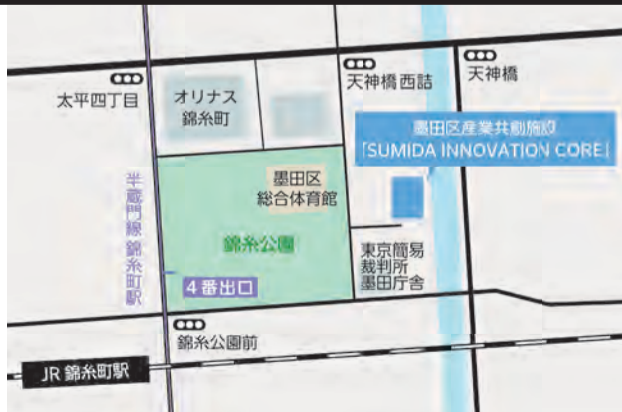 太平四丁目
オリナス
錦糸町
天神橋西詰
天神橋
墨田区産業共創施設
「SUMIDA INNOVATION CORE」
墨田区
総合体育館
半蔵門線 錦糸町駅
錦糸公園
4番出口
東京簡易
裁判所
墨田庁舎
錦糸公園前
JR 錦糸町駅